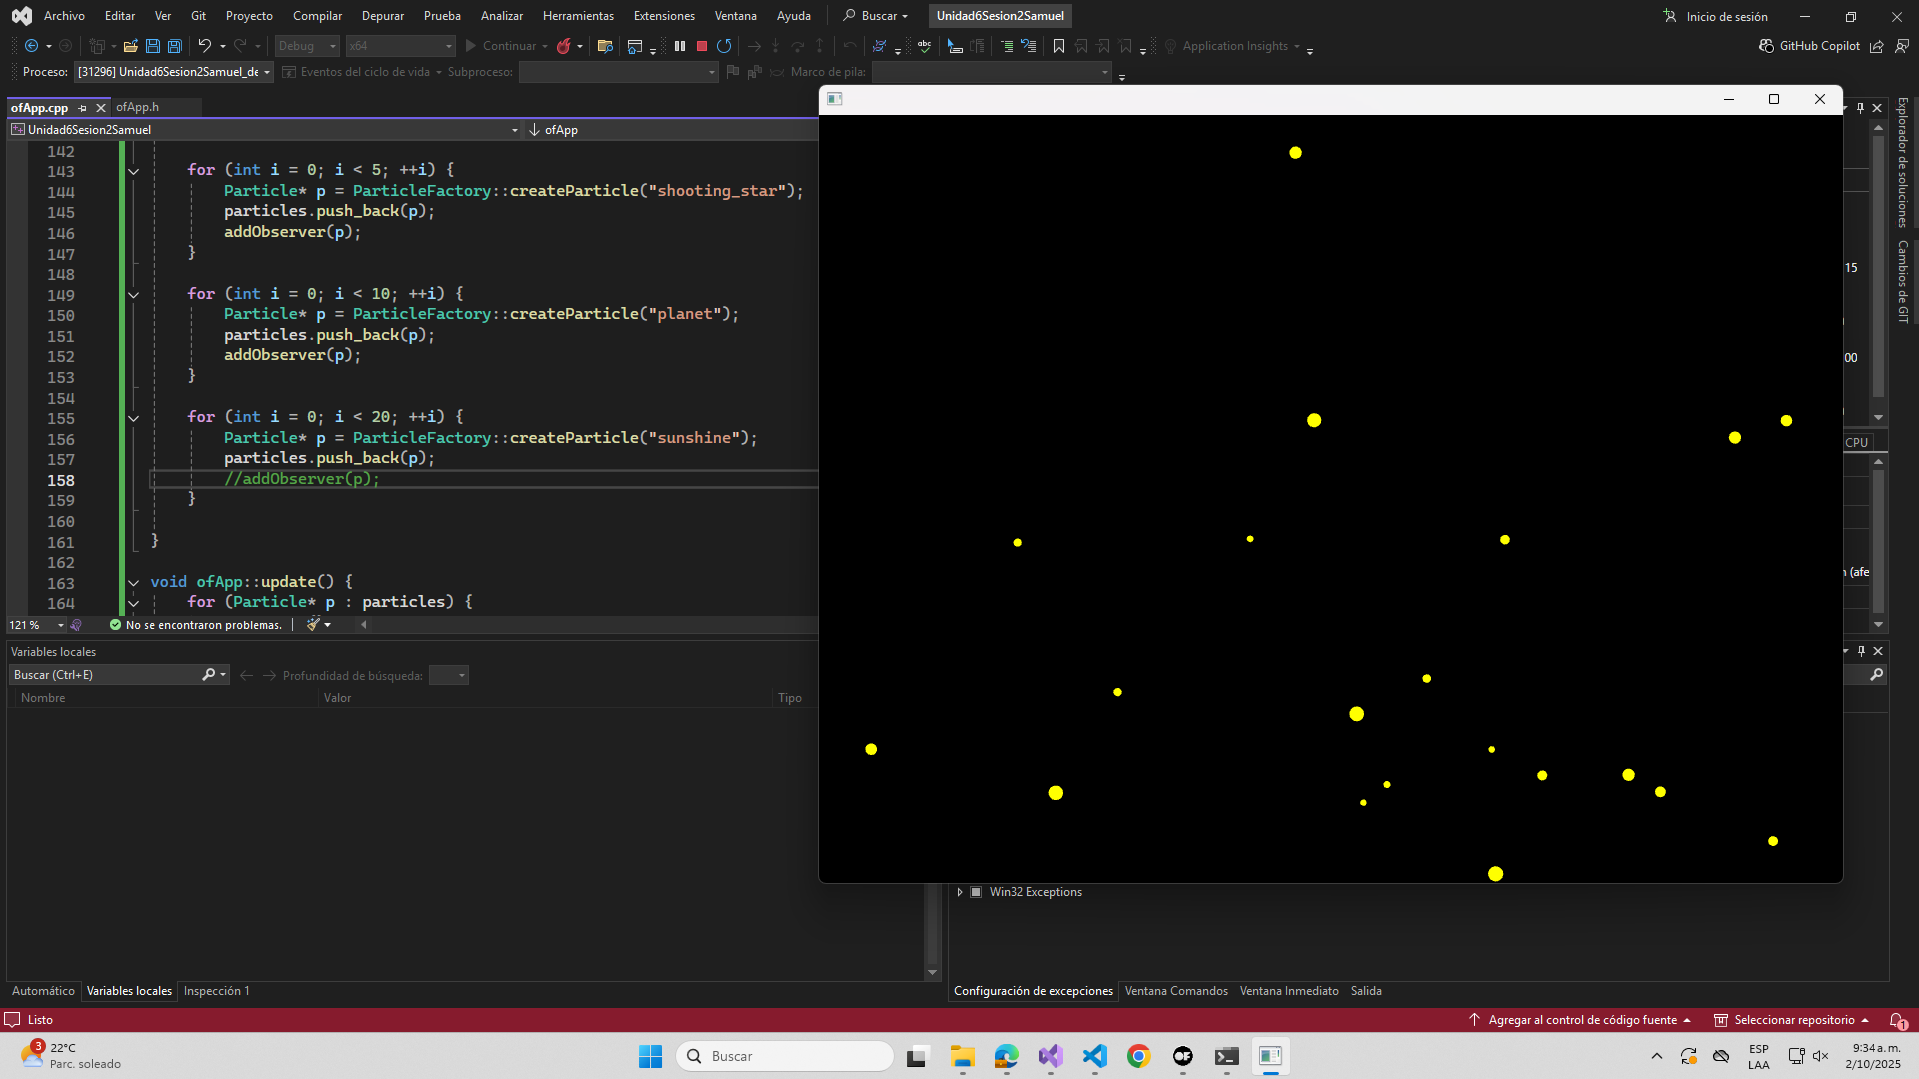 Archivo Editar Ver Git Proyecto Compilar Depurar Prueba Analizar Herramientas Extensiones Ventana Ayuda Buscar Unidad6Sesion2Samuel Inicio de sesión
Debug x64 Continuar abc Application Insights GitHub Copilot
Proceso: [31296] Unidad6Sesion2Samuel_de Eventos del ciclo de vida Subproceso: Marco de pila:
ofApp.cpp ofApp.h
Unidad6Sesion2Samuel ofApp
142
143 for (int i = 0; i < 5; ++i) {
144 Particle* p = ParticleFactory::createParticle("shooting_star");
145 particles.push_back(p);
146 addObserver(p);
147 }
148
149 for (int i = 0; i < 10; ++i) {
150 Particle* p = ParticleFactory::createParticle("planet");
151 particles.push_back(p);
152 addObserver(p);
153 }
154
155 for (int i = 0; i < 20; ++i) {
156 Particle* p = ParticleFactory::createParticle("sunshine");
157 particles.push_back(p);
158 //addObserver(p);
159 }
160
161 }
162
163 void ofApp::update() {
164 for (Particle* p : particles) {
121 % No se encontraron problemas.
Variables locales
Buscar (Ctrl+E) Profundidad de búsqueda:
Nombre Valor Tipo
Automático Variables locales Inspección 1
15
00
CPU
n (afe
Explorador de soluciones
Cambios de GIT
Win32 Exceptions
Configuración de excepciones Ventana Comandos Ventana Inmediato Salida
Listo Agregar al control de código fuente Seleccionar repositorio 1
3
22°C
Parc. soleado
Buscar
ESP
LAA
9:34 a. m.
2/10/2025